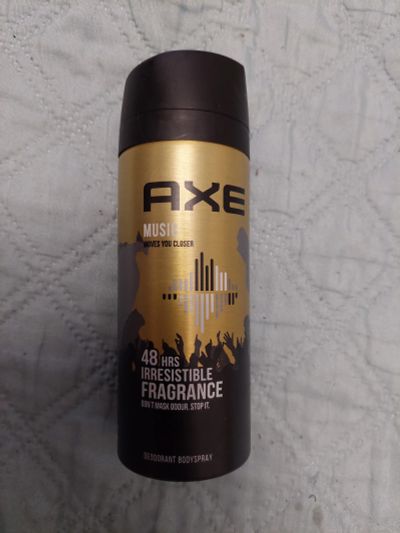 AXE
MUSIC
MOVES YOU CLOSER
48 HRS
IRRESISTIBLE
FRAGRANCE
DON'T MASK ODOUR. STOP IT.
DEODORANT BODYSPRAY